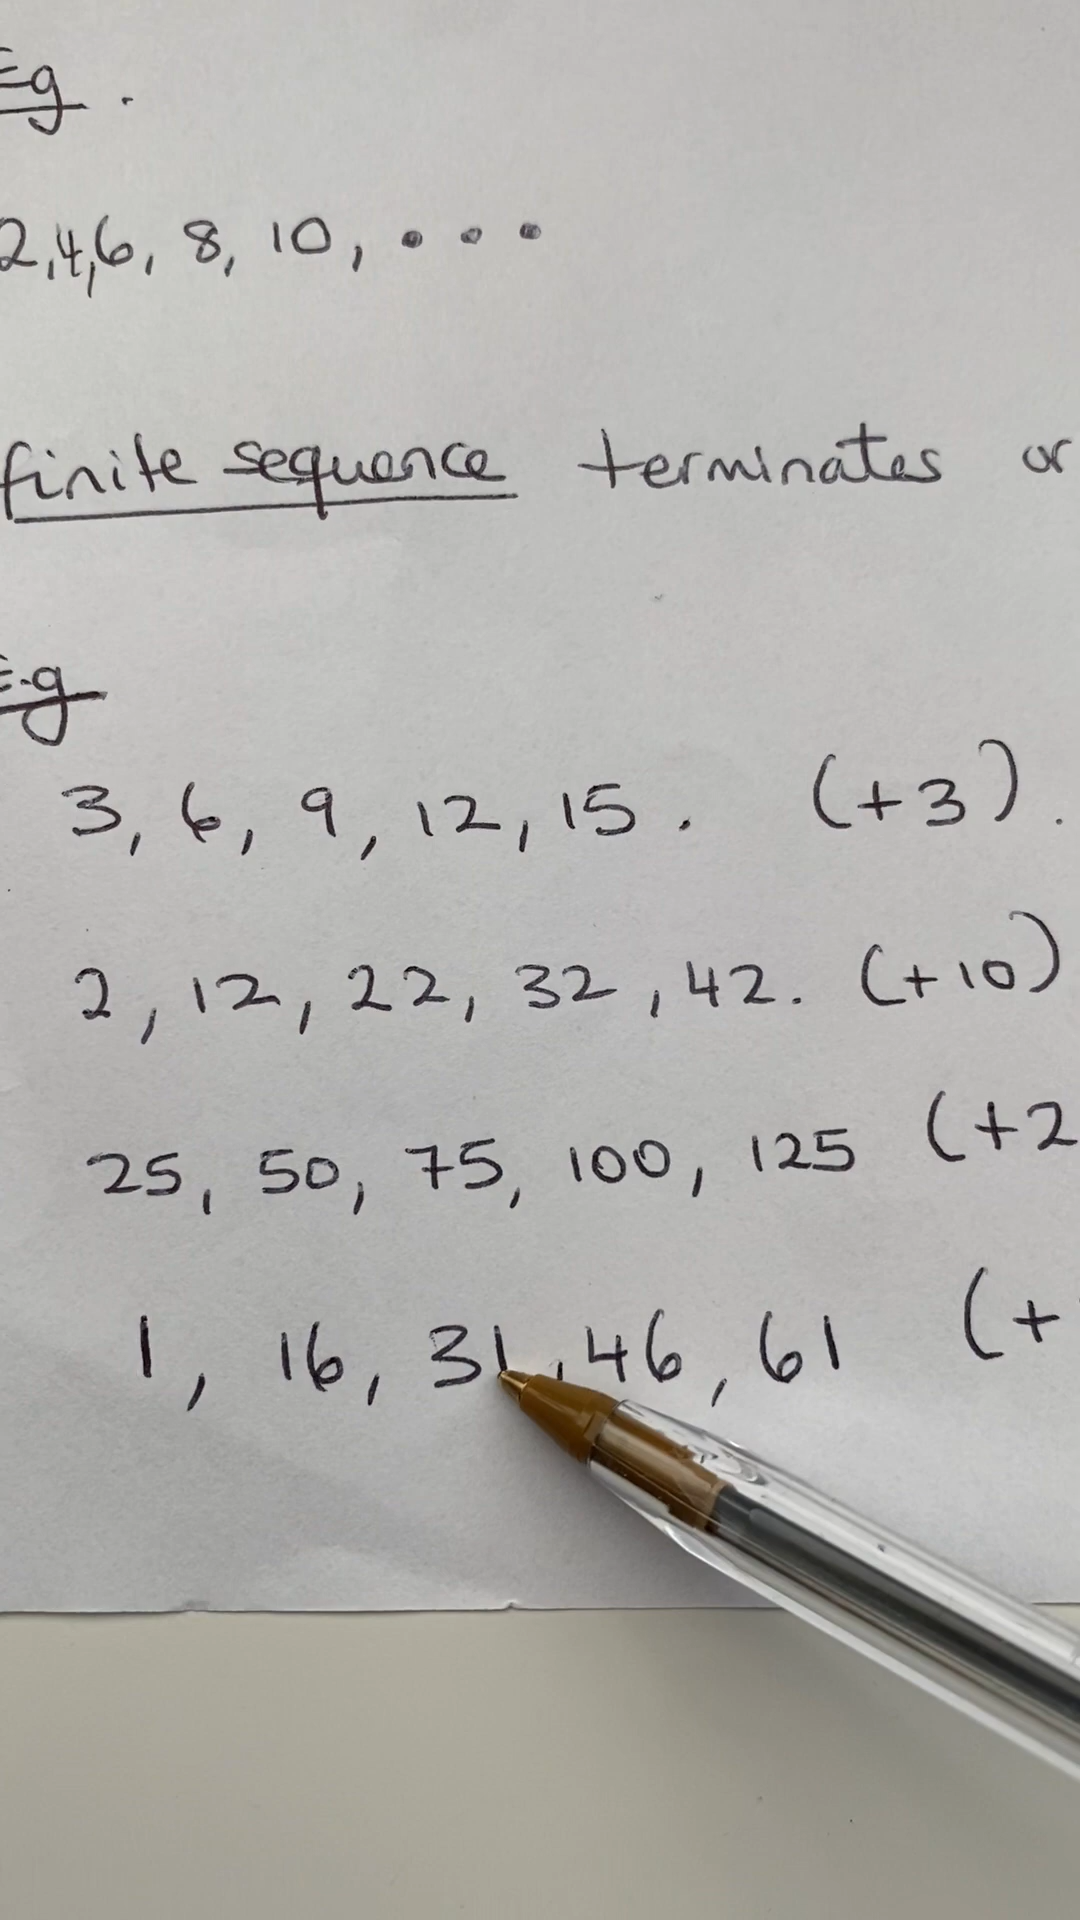 Eg.
2,4,6, 8, 10, • • •
finite sequence terminates or
E.g
3, 6, 9, 12, 15. (+3).
2, 12, 22, 32, 42. (+10)
25, 50, 75, 100, 125 (+2
1, 16, 31, 46, 61 (+